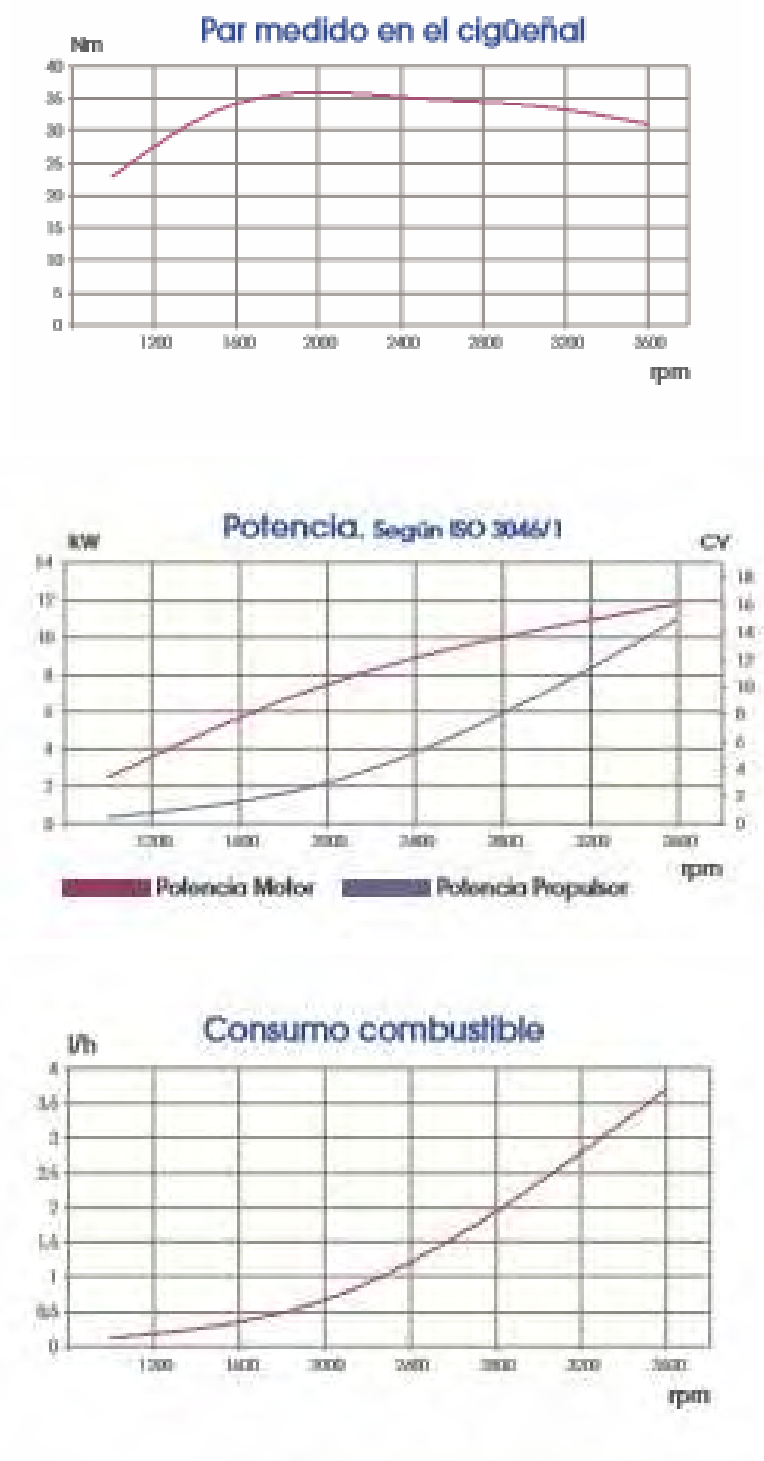 Par medido en el cigüeñal
Nm
40
35
30
25
20
15
10
5
0
1200 1600 2000 2400 2800 3200 3600
rpm
Potencia. Según ISO 3046/1
kW
CV
14
12
10
8
6
4
2
0
18
16
14
12
10
8
6
4
2
0
1200 1600 2000 2400 2800 3200 3600
rpm
Potencia Motor Potencia Propulsor
Consumo combustible
l/h
4
3,5
3
2,5
2
1,5
1
0,5
0
1200 1600 2000 2400 2800 3200 3600
rpm